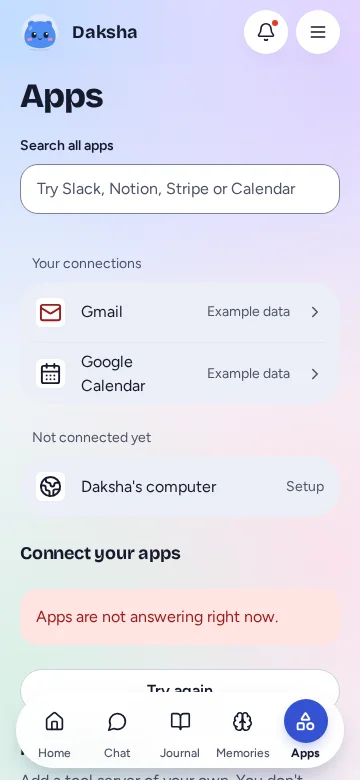 Daksha
Apps
Search all apps
Try Slack, Notion, Stripe or Calendar
Your connections
Gmail
Example data
Google
Calendar
Example data
Not connected yet
Daksha's computer
Setup
Connect your apps
Apps are not answering right now.
Try again
Home
Chat
Journal
Memories
Apps
Add a tool server of your own. You don't